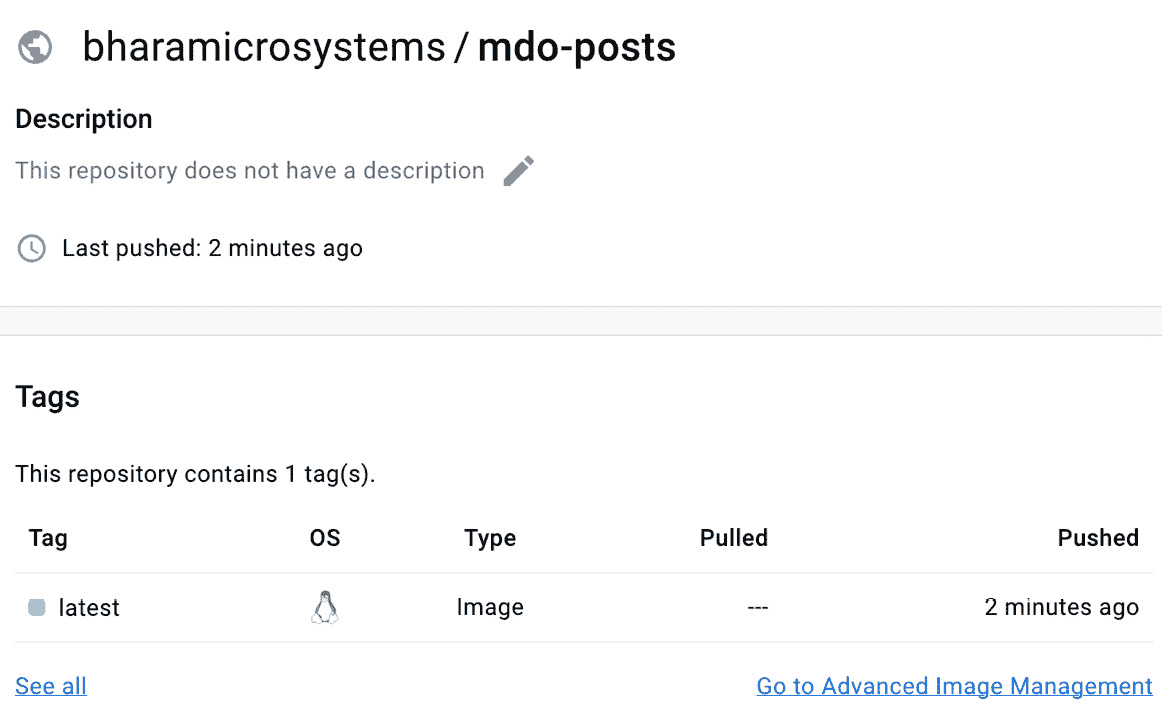 bharamicrosystems / mdo-posts
Description
This repository does not have a description
Last pushed: 2 minutes ago
Tags
This repository contains 1 tag(s).
Tag OS Type Pulled Pushed
latest Image --- 2 minutes ago
See all Go to Advanced Image Management